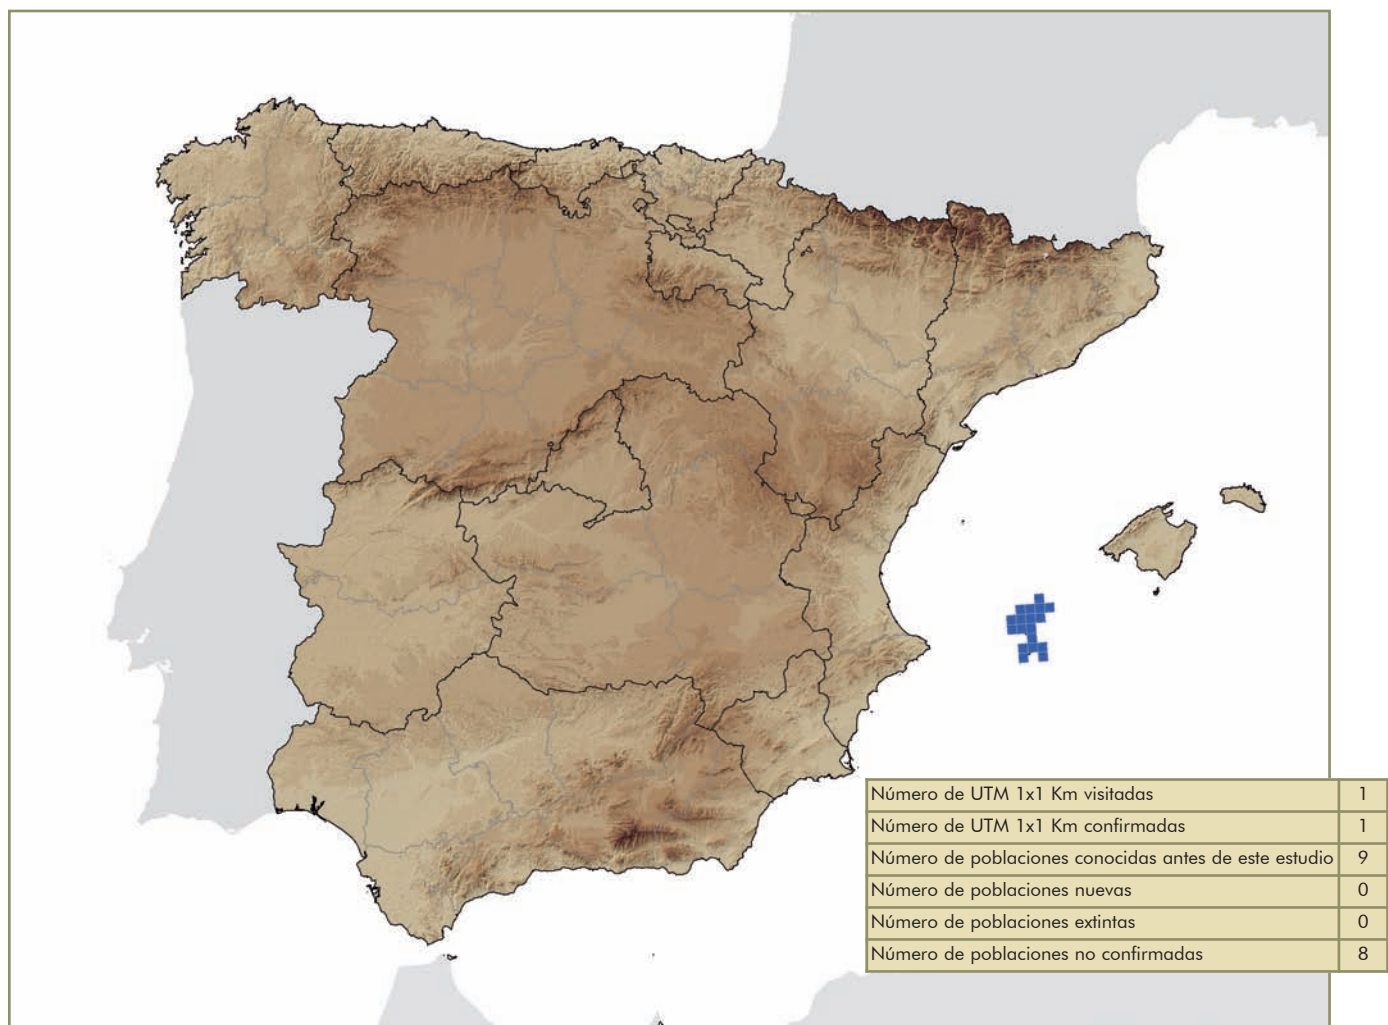 Número de UTM 1x1 Km visitadas 1
Número de UTM 1x1 Km confirmadas 1
Número de poblaciones conocidas antes de este estudio 9
Número de poblaciones nuevas 0
Número de poblaciones extintas 0
Número de poblaciones no confirmadas 8